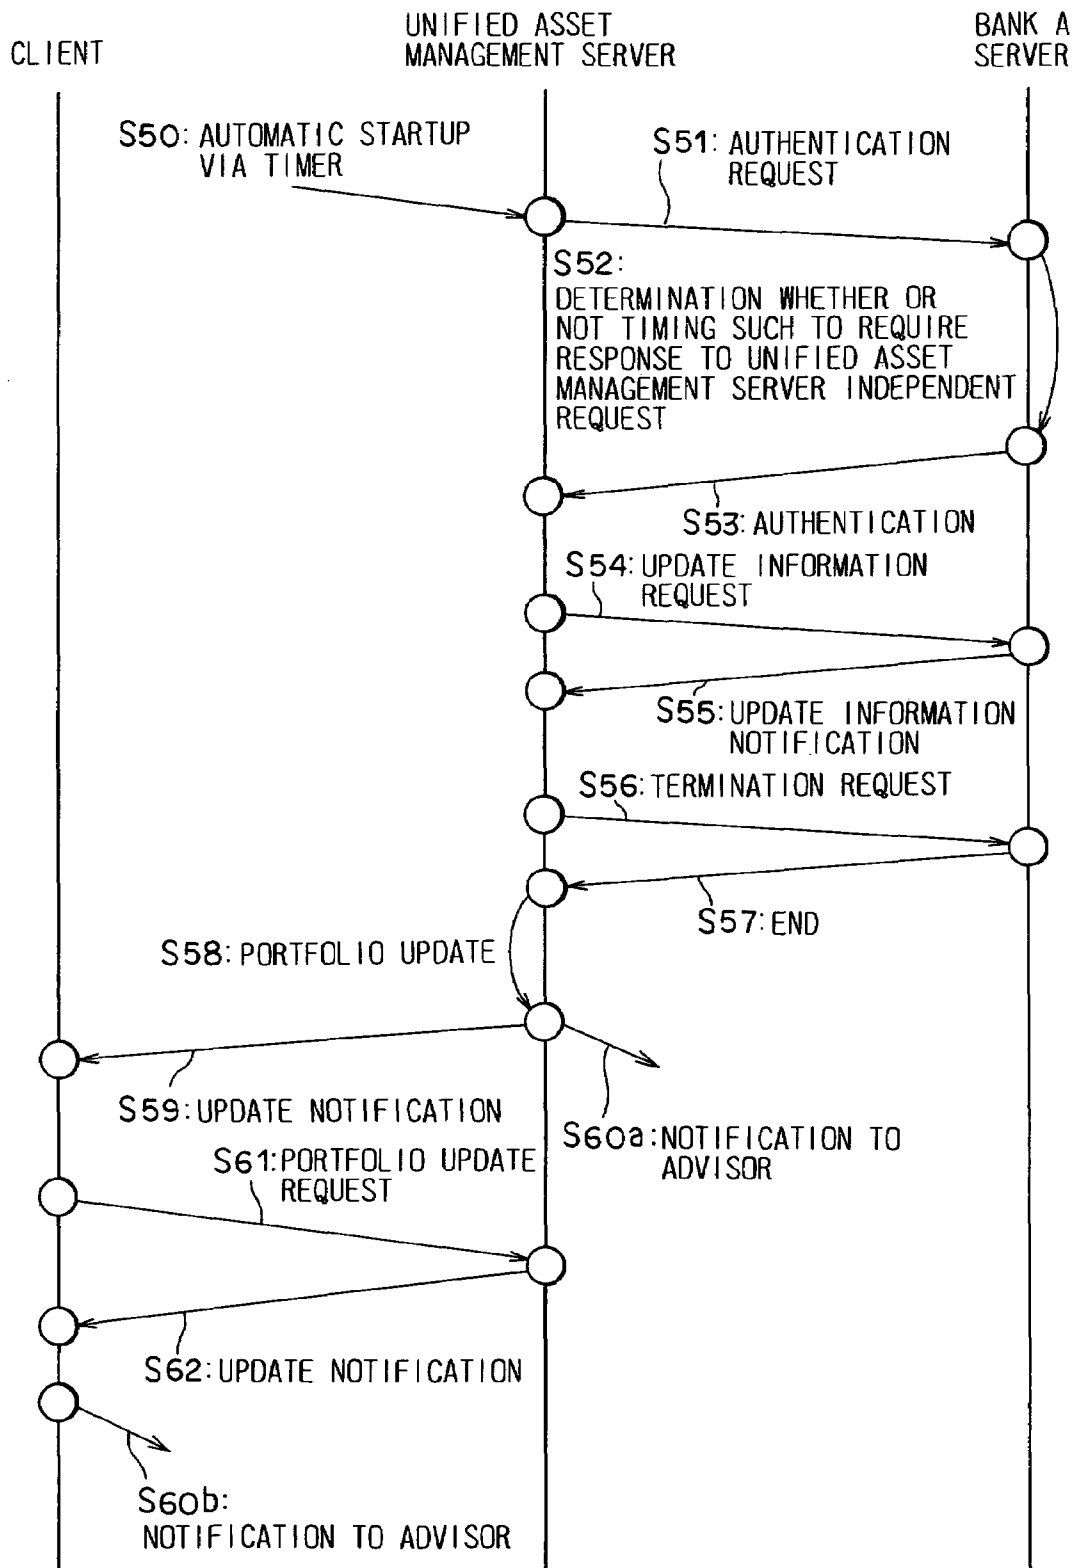 CLIENT
UNIFIED ASSET
MANAGEMENT SERVER
BANK A
SERVER
S50: AUTOMATIC STARTUP
VIA TIMER
S51: AUTHENTICATION
REQUEST
S52:
DETERMINATION WHETHER OR
NOT TIMING SUCH TO REQUIRE
RESPONSE TO UNIFIED ASSET
MANAGEMENT SERVER INDEPENDENT
REQUEST
S53: AUTHENTICATION
S54: UPDATE INFORMATION
REQUEST
S55: UPDATE INFORMATION
NOTIFICATION
S56: TERMINATION REQUEST
S57: END
S58: PORTFOLIO UPDATE
S59: UPDATE NOTIFICATION
S60a: NOTIFICATION TO
ADVISOR
S61: PORTFOLIO UPDATE
REQUEST
S62: UPDATE NOTIFICATION
S60b:
NOTIFICATION TO ADVISOR